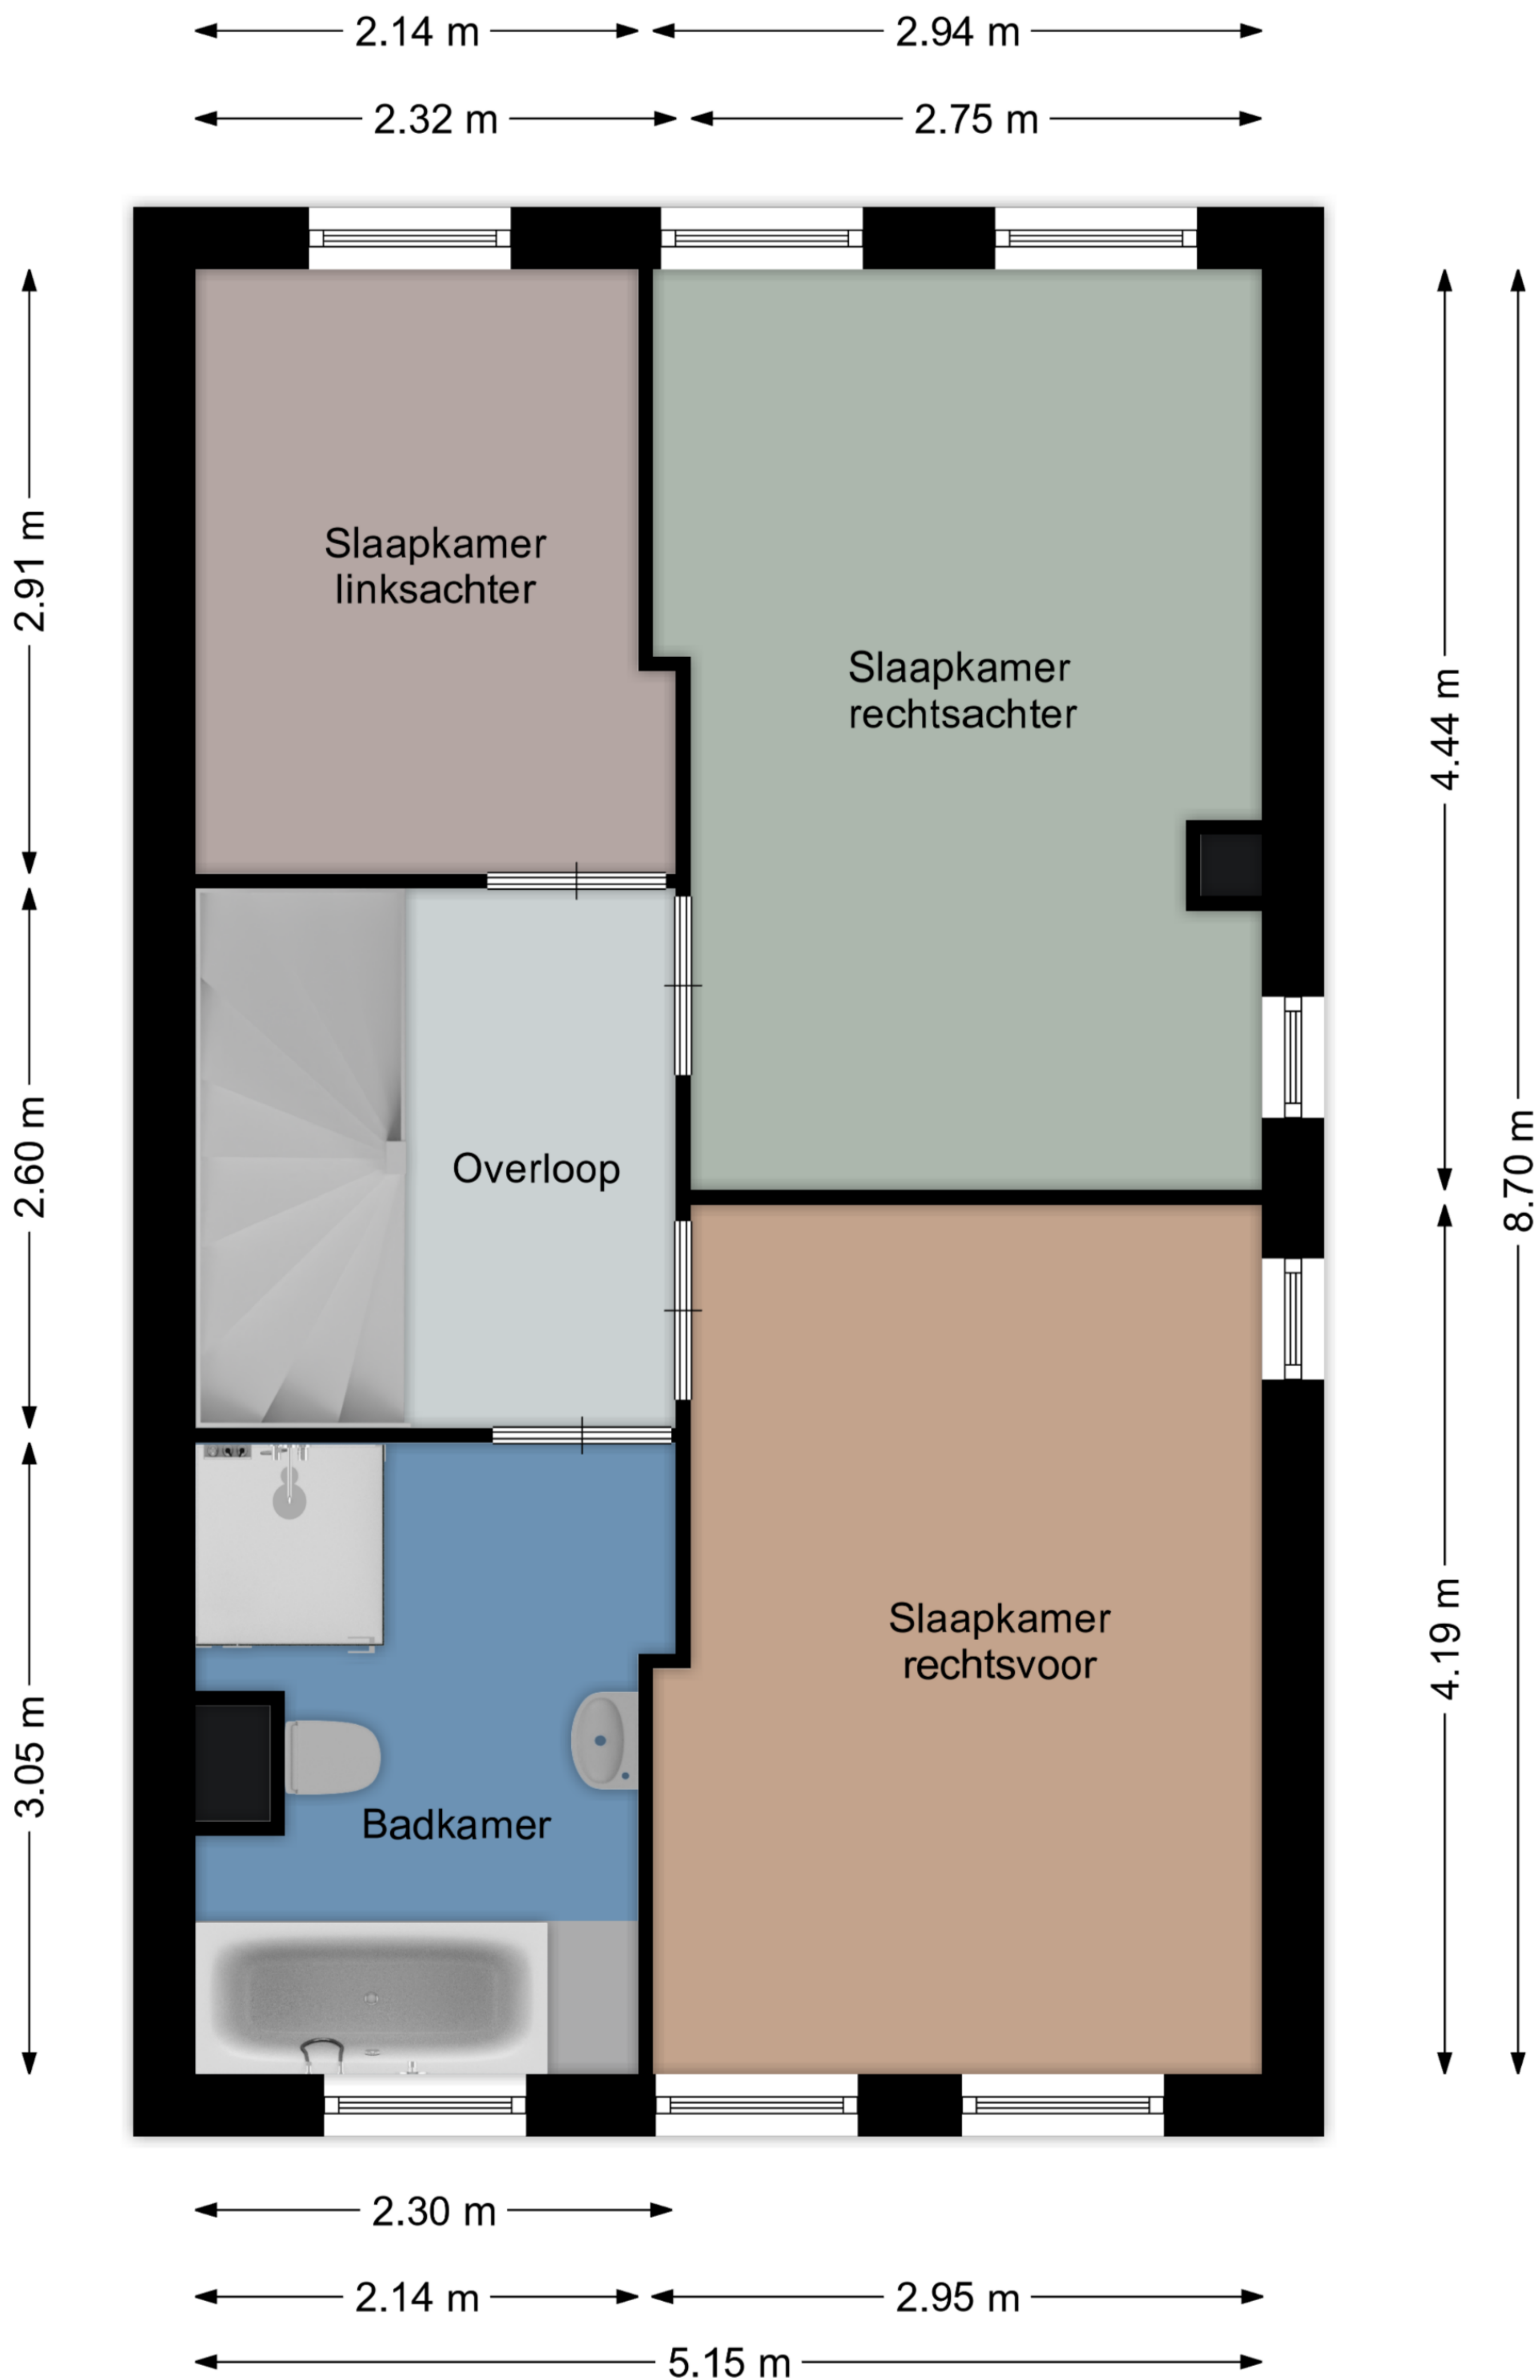 2.14 m
2.94 m
2.32 m
2.75 m
2.91 m
Slaapkamer
linksachter
Slaapkamer
rechtsachter
4.44 m
8.70 m
2.60 m
Overloop
Slaapkamer
rechtsvoor
4.19 m
3.05 m
Badkamer
2.30 m
2.14 m
2.95 m
5.15 m